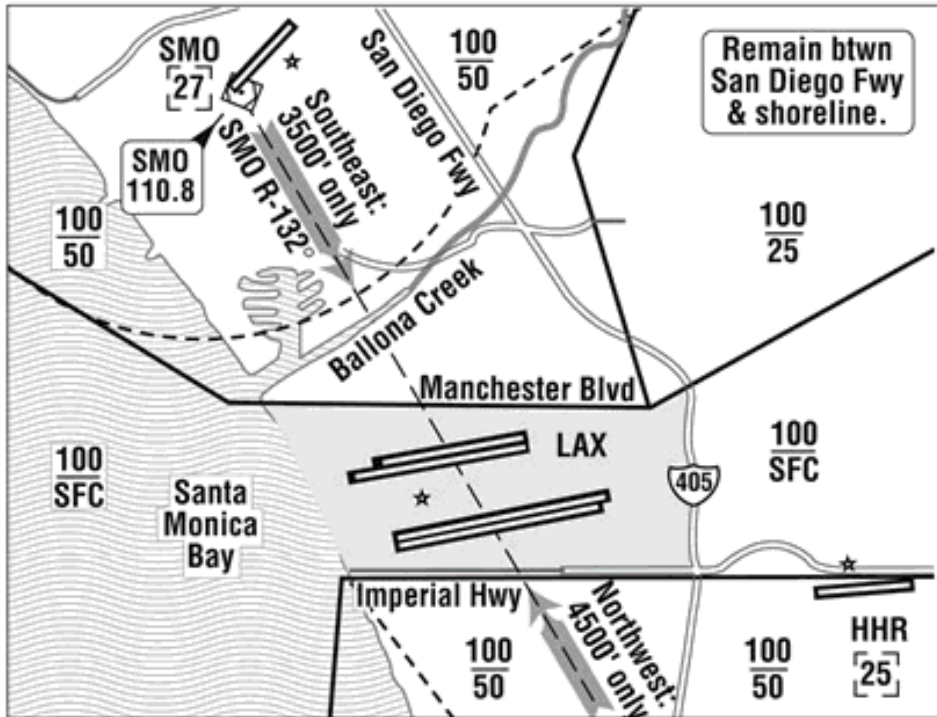 SMO
[27]
SMO
110.8
San Diego Fwy
100
50
Remain btwn
San Diego Fwy
& shoreline.
Southeast:
3500' only
SMO R-132°
100
50
100
25
Ballona Creek
Manchester Blvd
100
SFC
Santa
Monica
Bay
LAX
405
100
SFC
Imperial Hwy
100
50
Northwest:
4500' only
100
50
HHR
[25]